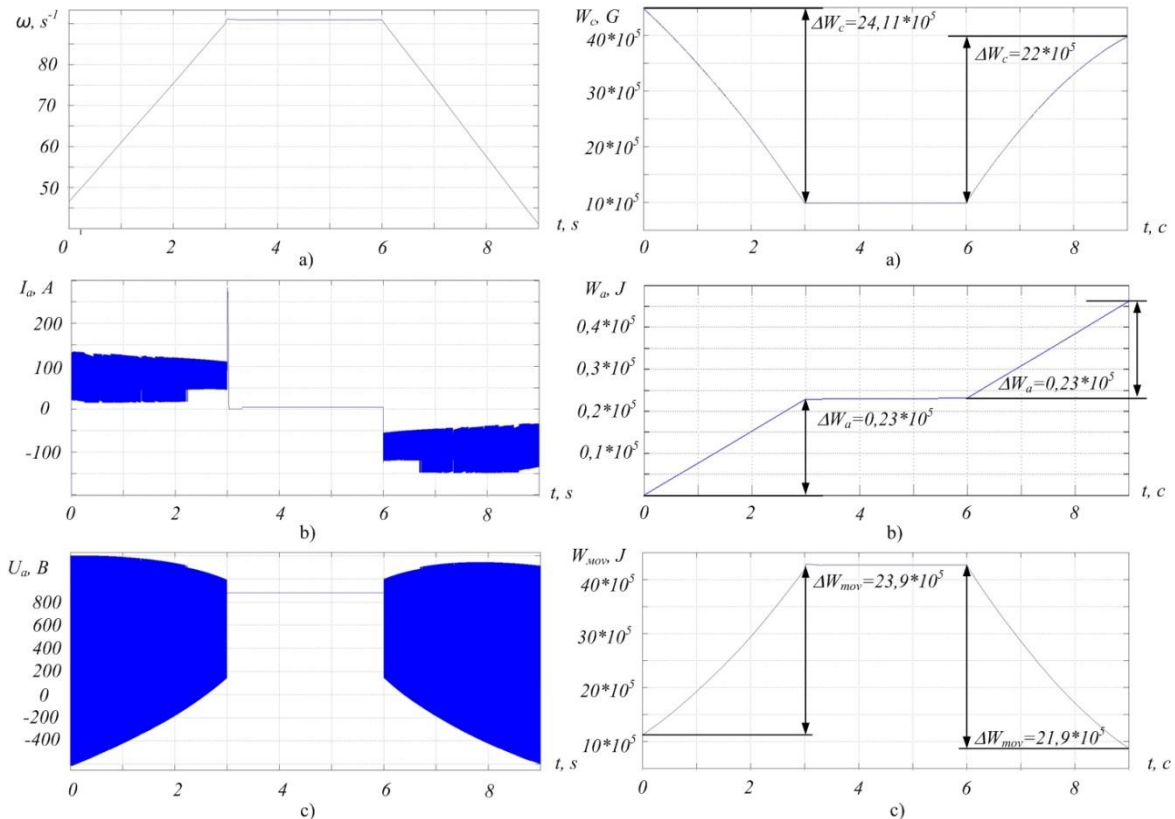 ω, s⁻¹
90
80
70
60
50
0 2 4 6 8
t, s
a)
I_a, A
200
100
0
-100
0 2 4 6 8
t, s
b)
U_a, B
800
600
400
200
0
-200
-400
0 2 4 6 8
t, s
c)
W_c, G
40*10⁵
30*10⁵
20*10⁵
10*10⁵
ΔW_c=24,11*10⁵
ΔW_c=22*10⁵
0 2 4 6 8
t, c
a)
W_a, J
0,4*10⁵
0,3*10⁵
0,2*10⁵
0,1*10⁵
ΔW_a=0,23*10⁵
ΔW_a=0,23*10⁵
0 2 4 6 8
t, c
b)
W_мov, J
40*10⁵
30*10⁵
20*10⁵
10*10⁵
ΔW_mov=23,9*10⁵
ΔW_mov=21,9*10⁵
0 2 4 6 8
t, c
c)